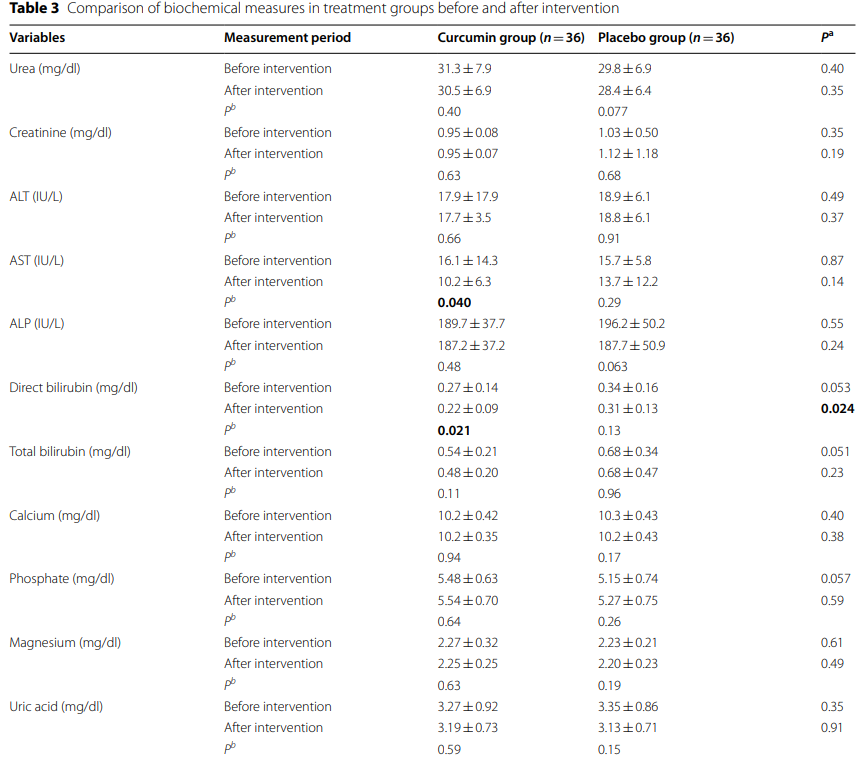 Table 3 Comparison of biochemical measures in treatment groups before and after intervention
Variables Measurement period Curcumin group (n = 36) Placebo group (n = 36) Pa
Urea (mg/dl) Before intervention 31.3 ± 7.9 29.8 ± 6.9 0.40
After intervention 30.5 ± 6.9 28.4 ± 6.4 0.35
Pb 0.40 0.077
Creatinine (mg/dl) Before intervention 0.95 ± 0.08 1.03 ± 0.50 0.35
After intervention 0.95 ± 0.07 1.12 ± 1.18 0.19
Pb 0.63 0.68
ALT (IU/L) Before intervention 17.9 ± 17.9 18.9 ± 6.1 0.49
After intervention 17.7 ± 3.5 18.8 ± 6.1 0.37
Pb 0.66 0.91
AST (IU/L) Before intervention 16.1 ± 14.3 15.7 ± 5.8 0.87
After intervention 10.2 ± 6.3 13.7 ± 12.2 0.14
Pb 0.040 0.29
ALP (IU/L) Before intervention 189.7 ± 37.7 196.2 ± 50.2 0.55
After intervention 187.2 ± 37.2 187.7 ± 50.9 0.24
Pb 0.48 0.063
Direct bilirubin (mg/dl) Before intervention 0.27 ± 0.14 0.34 ± 0.16 0.053
After intervention 0.22 ± 0.09 0.31 ± 0.13 0.024
Pb 0.021 0.13
Total bilirubin (mg/dl) Before intervention 0.54 ± 0.21 0.68 ± 0.34 0.051
After intervention 0.48 ± 0.20 0.68 ± 0.47 0.23
Pb 0.11 0.96
Calcium (mg/dl) Before intervention 10.2 ± 0.42 10.3 ± 0.43 0.40
After intervention 10.2 ± 0.35 10.2 ± 0.43 0.38
Pb 0.94 0.17
Phosphate (mg/dl) Before intervention 5.48 ± 0.63 5.15 ± 0.74 0.057
After intervention 5.54 ± 0.70 5.27 ± 0.75 0.59
Pb 0.64 0.26
Magnesium (mg/dl) Before intervention 2.27 ± 0.32 2.23 ± 0.21 0.61
After intervention 2.25 ± 0.25 2.20 ± 0.23 0.49
Pb 0.63 0.19
Uric acid (mg/dl) Before intervention 3.27 ± 0.92 3.35 ± 0.86 0.35
After intervention 3.19 ± 0.73 3.13 ± 0.71 0.91
Pb 0.59 0.15